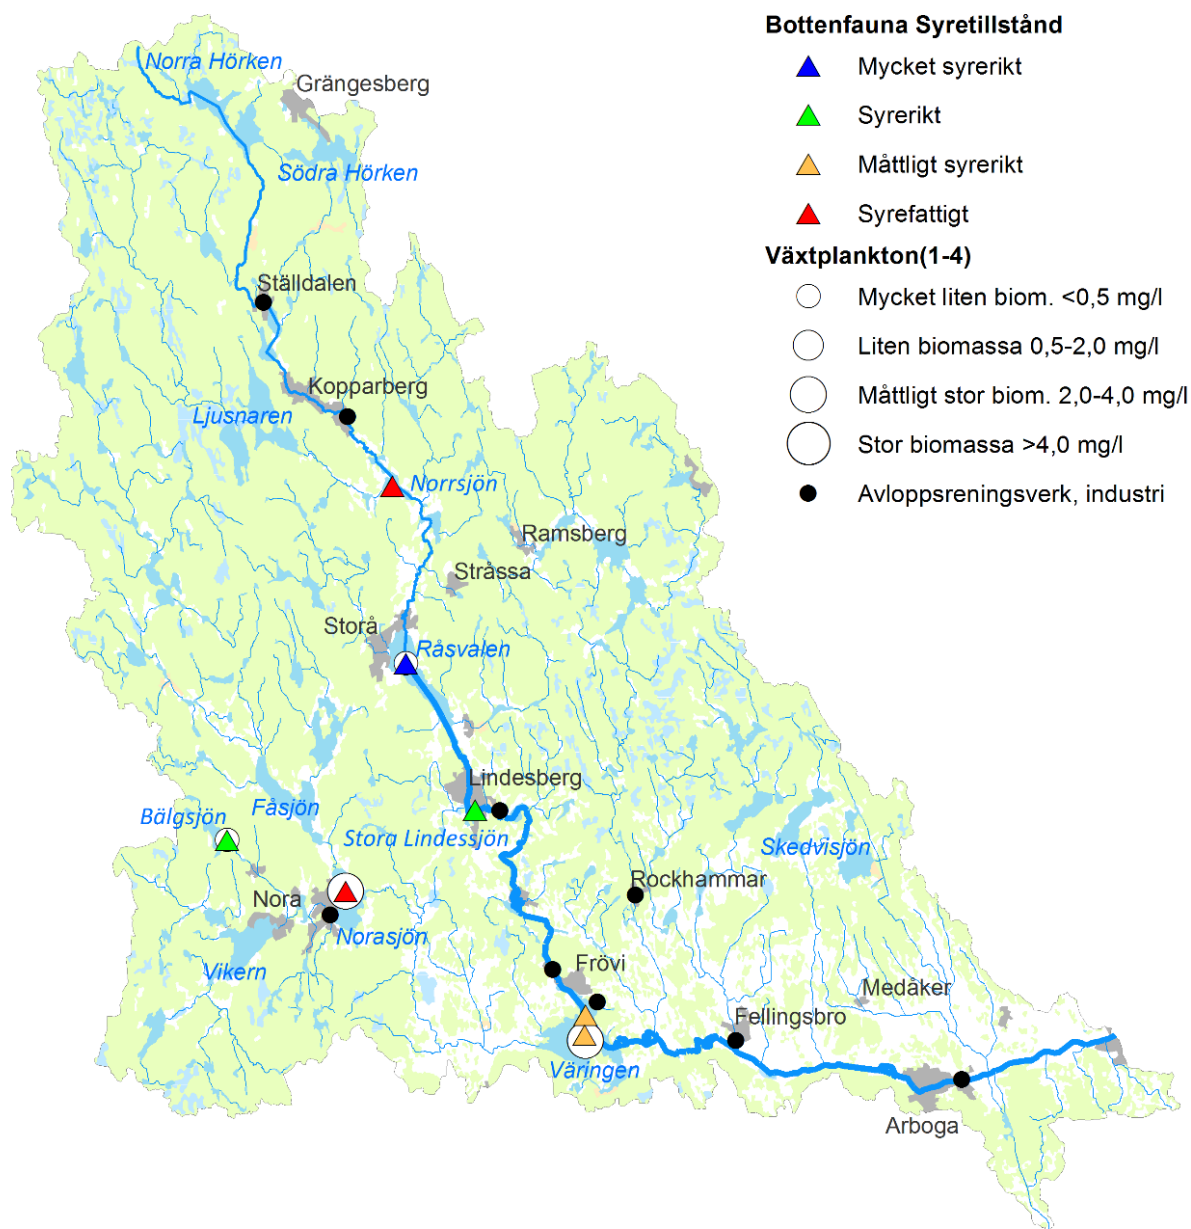 Bottenfauna Syretillstånd
Mycket syrerikt
Syrerikt
Måttligt syrerikt
Syrefattigt
Växtplankton(1-4)
Mycket liten biom. <0,5 mg/l
Liten biomassa 0,5-2,0 mg/l
Måttligt stor biom. 2,0-4,0 mg/l
Stor biomassa >4,0 mg/l
Avloppsreningsverk, industri
Norra Hörken
Grängesberg
Södra Hörken
Ställdalen
Kopparberg
Ljusnaren
Norrsjön
Ramsberg
Stråssa
Storå
Råsvalen
Lindesberg
Fåsjön
Bälgsjön
Stora Lindessjön
Skedvisjön
Rockhammar
Nora
Norasjön
Vikern
Frövi
Medåker
Fellingsbro
Väringen
Arboga